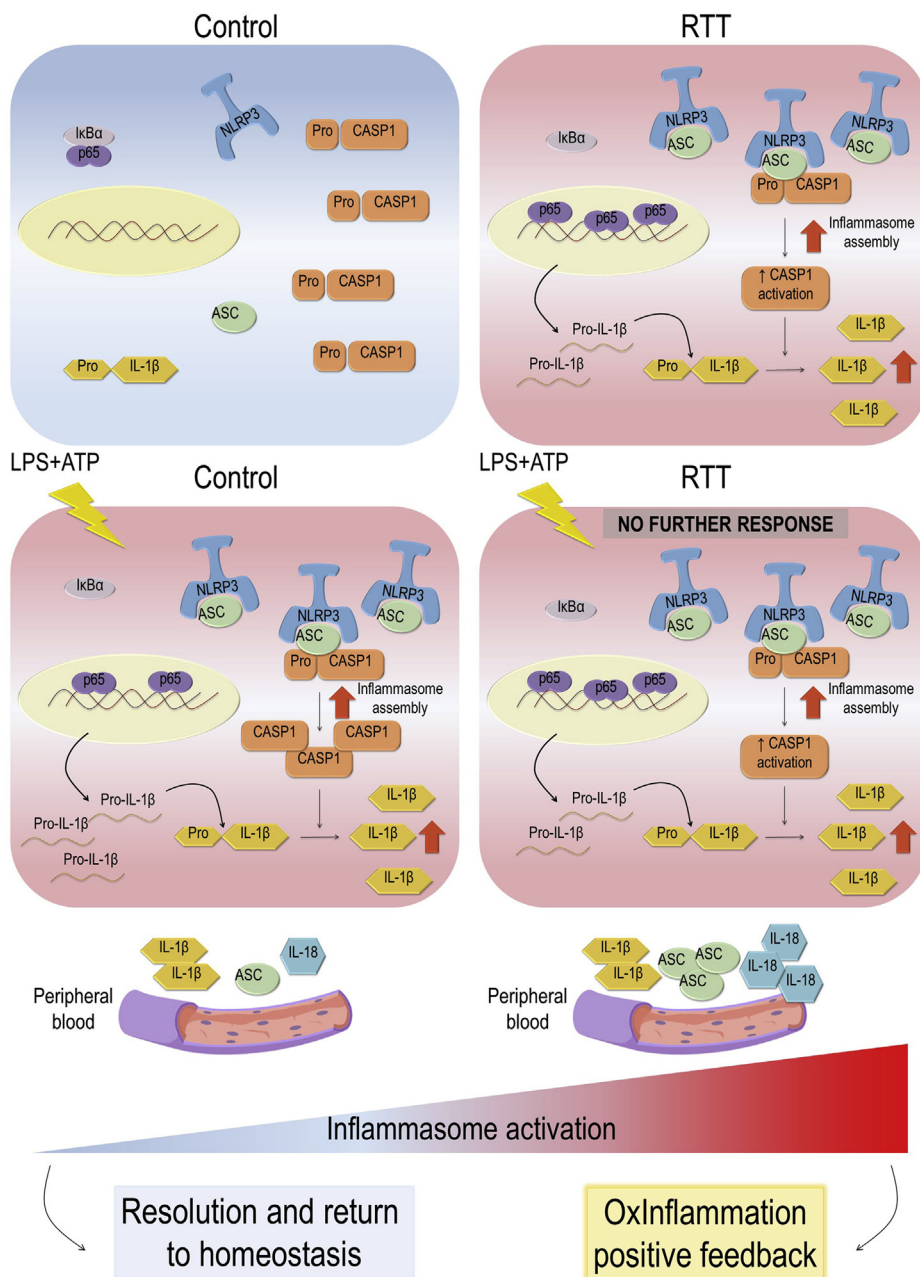 Control
NLRP3
IκBα
p65
Pro CASP1
Pro CASP1
Pro CASP1
ASC
Pro CASP1
Pro IL-1β
RTT
NLRP3
ASC
NLRP3
ASC
NLRP3
ASC
IκBα
Pro CASP1
p65
p65
p65
Inflammasome
assembly
↑ CASP1
activation
Pro-IL-1β
Pro-IL-1β
Pro IL-1β
IL-1β
IL-1β
IL-1β
LPS+ATP
Control
IκBα
NLRP3
ASC
NLRP3
ASC
NLRP3
ASC
Pro CASP1
p65
p65
Inflammasome
assembly
CASP1
CASP1
CASP1
Pro-IL-1β
Pro-IL-1β
Pro-IL-1β
Pro IL-1β
IL-1β
IL-1β
IL-1β
LPS+ATP
RTT
NO FURTHER RESPONSE
NLRP3
ASC
NLRP3
ASC
NLRP3
ASC
IκBα
Pro CASP1
p65
p65
p65
Inflammasome
assembly
↑ CASP1
activation
Pro-IL-1β
Pro-IL-1β
Pro IL-1β
IL-1β
IL-1β
IL-1β
IL-1β
IL-1β
ASC
IL-18
Peripheral
blood
IL-1β
IL-1β
ASC
ASC
ASC
IL-18
IL-18
IL-18
Peripheral
blood
Inflammasome activation
Resolution and return
to homeostasis
OxInflammation
positive feedback